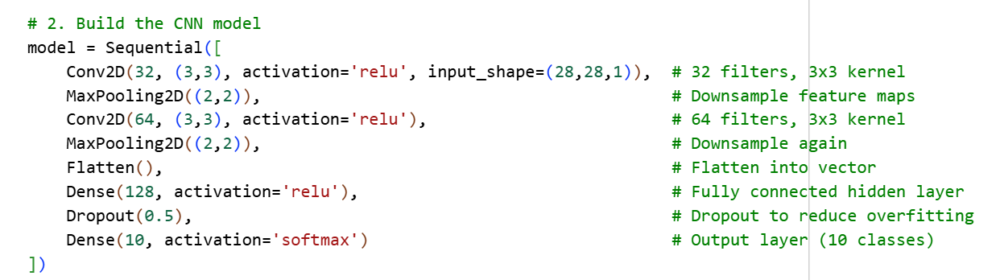 # 2. Build the CNN model
model = Sequential([
    Conv2D(32, (3,3), activation='relu', input_shape=(28,28,1)),  # 32 filters, 3x3 kernel
    MaxPooling2D((2,2)),                                          # Downsample feature maps
    Conv2D(64, (3,3), activation='relu'),                         # 64 filters, 3x3 kernel
    MaxPooling2D((2,2)),                                          # Downsample again
    Flatten(),                                                    # Flatten into vector
    Dense(128, activation='relu'),                                # Fully connected hidden layer
    Dropout(0.5),                                                 # Dropout to reduce overfitting
    Dense(10, activation='softmax')                               # Output layer (10 classes)
])